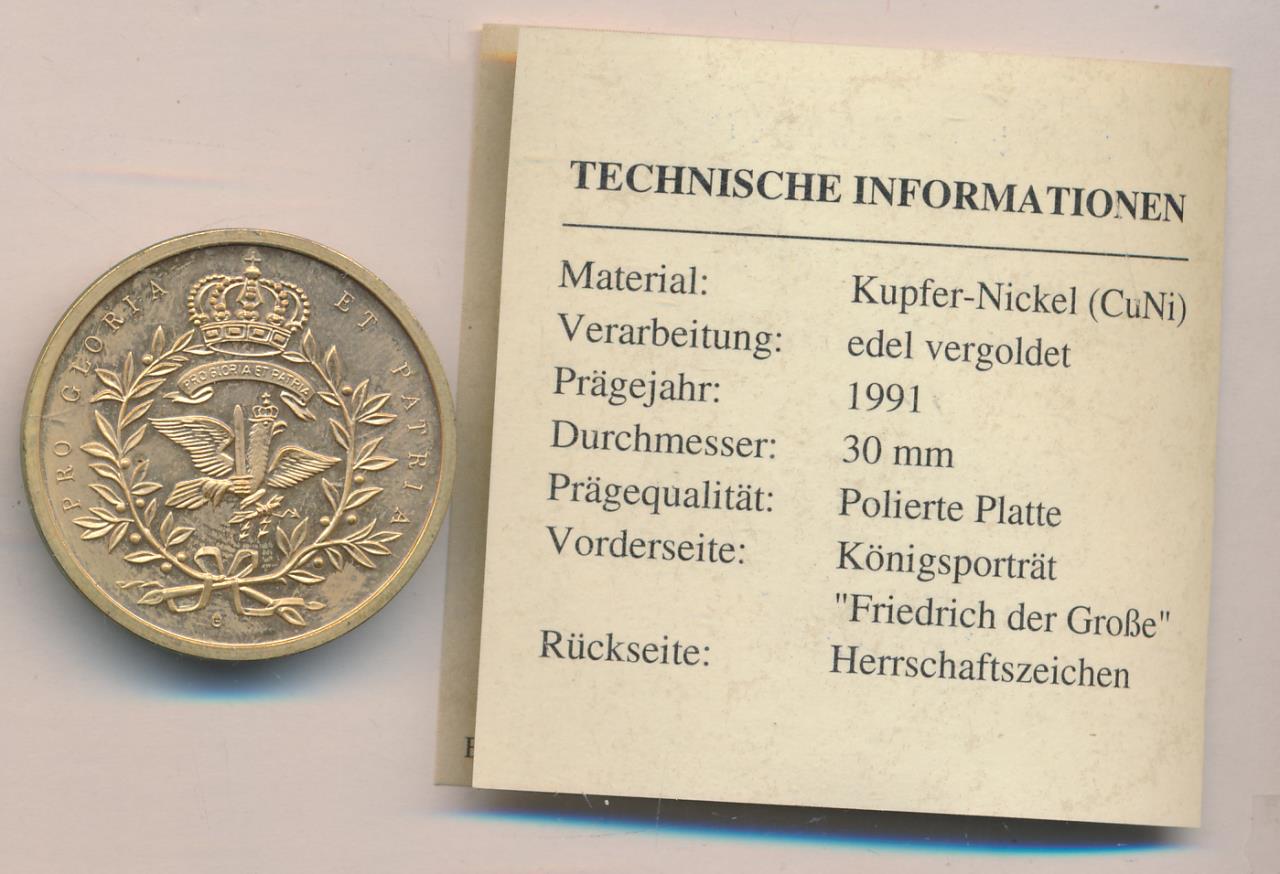 PRO GLORIA ET PATRIA
PRO GLORIA ET PATRIA
G
TECHNISCHE INFORMATIONEN
Material: Kupfer-Nickel (CuNi)
Verarbeitung: edel vergoldet
Prägejahr: 1991
Durchmesser: 30 mm
Prägequalität: Polierte Platte
Vorderseite: Königsporträt
"Friedrich der Große"
Rückseite: Herrschaftszeichen